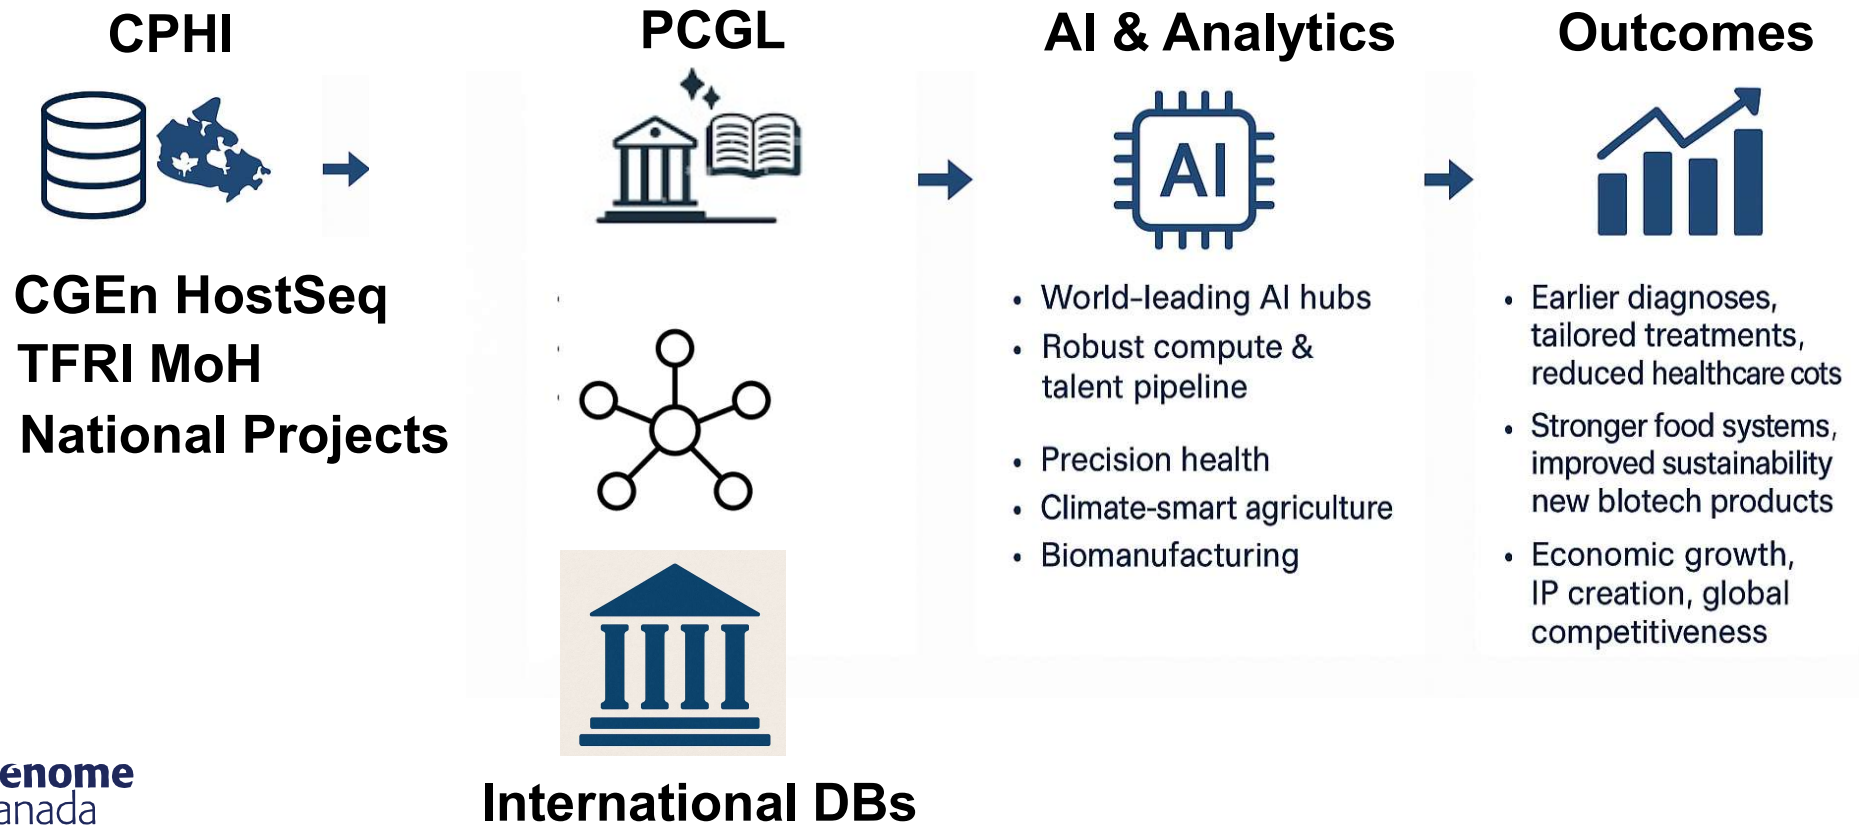 CPHI
CGEn HostSeq
TFRI MoH
National Projects
PCGL
International DBs
AI & Analytics
AI
• World-leading AI hubs
• Robust compute &
talent pipeline
• Precision health
• Climate-smart agriculture
• Biomanufacturing
Outcomes
• Earlier diagnoses,
tailored treatments,
reduced healthcare cots
• Stronger food systems,
improved sustainability
new blotech products
• Economic growth,
IP creation, global
competitiveness
enome
anada